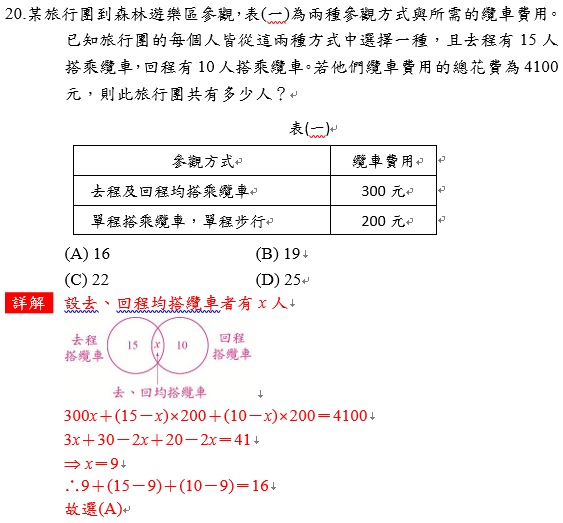 20.某旅行團到森林遊樂區參觀，表(一)為兩種參觀方式與所需的纜車費用。
已知旅行團的每個人皆從這兩種方式中選擇一種，且去程有 15 人
搭乘纜車，回程有 10 人搭乘纜車。若他們纜車費用的總花費為 4100
元，則此旅行團共有多少人？
表(一)
參觀方式 纜車費用
去程及回程均搭乘纜車 300 元
單程搭乘纜車，單程步行 200 元
(A) 16 (B) 19
(C) 22 (D) 25
詳解 設去、回程均搭纜車者有 x 人
去程 回程
15 x 10
搭纜車 搭纜車
去、回均搭纜車
300x＋(15－x)×200＋(10－x)×200＝4100
3x＋30－2x＋20－2x＝41
⇒ x＝9
∴9＋(15－9)＋(10－9)＝16
故選(A)